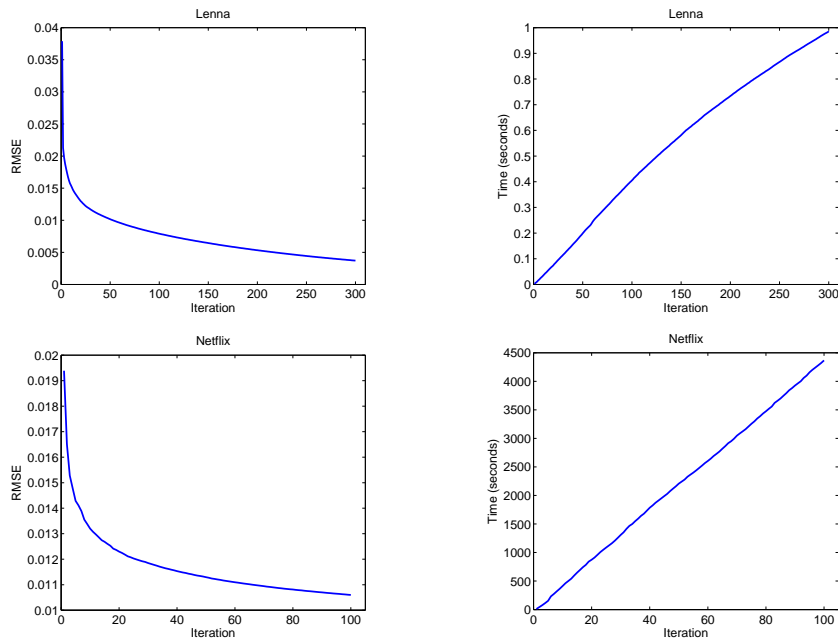 Lenna
0.04
0.035
0.03
0.025
0.02
0.015
0.01
0.005
0
RMSE
0 50 100 150 200 250 300
Iteration
Lenna
1
0.9
0.8
0.7
0.6
0.5
0.4
0.3
0.2
0.1
0
Time (seconds)
0 50 100 150 200 250 300
Iteration
Netflix
0.02
0.019
0.018
0.017
0.016
0.015
0.014
0.013
0.012
0.011
0.01
RMSE
0 20 40 60 80 100
Iteration
Netflix
4500
4000
3500
3000
2500
2000
1500
1000
500
0
Time (seconds)
0 20 40 60 80 100
Iteration